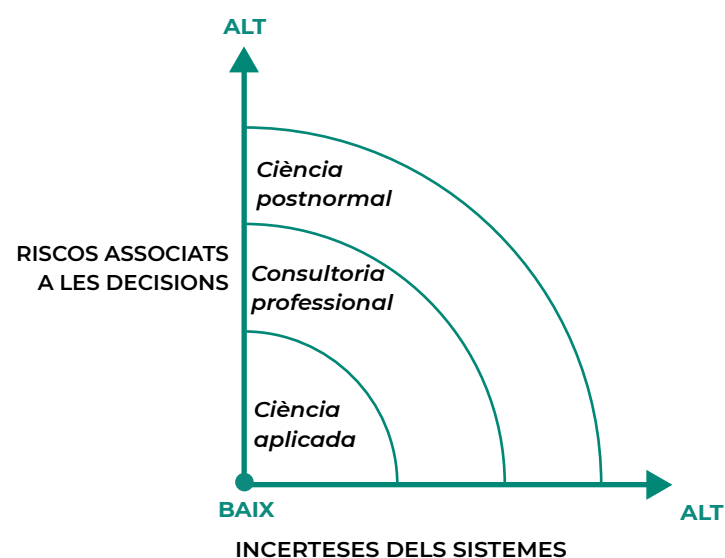 ALT
Ciència
postnormal
RISCOS ASSOCIATS
A LES DECISIONS
Consultoria
professional
Ciència
aplicada
BAIX
ALT
INCERTESES DELS SISTEMES